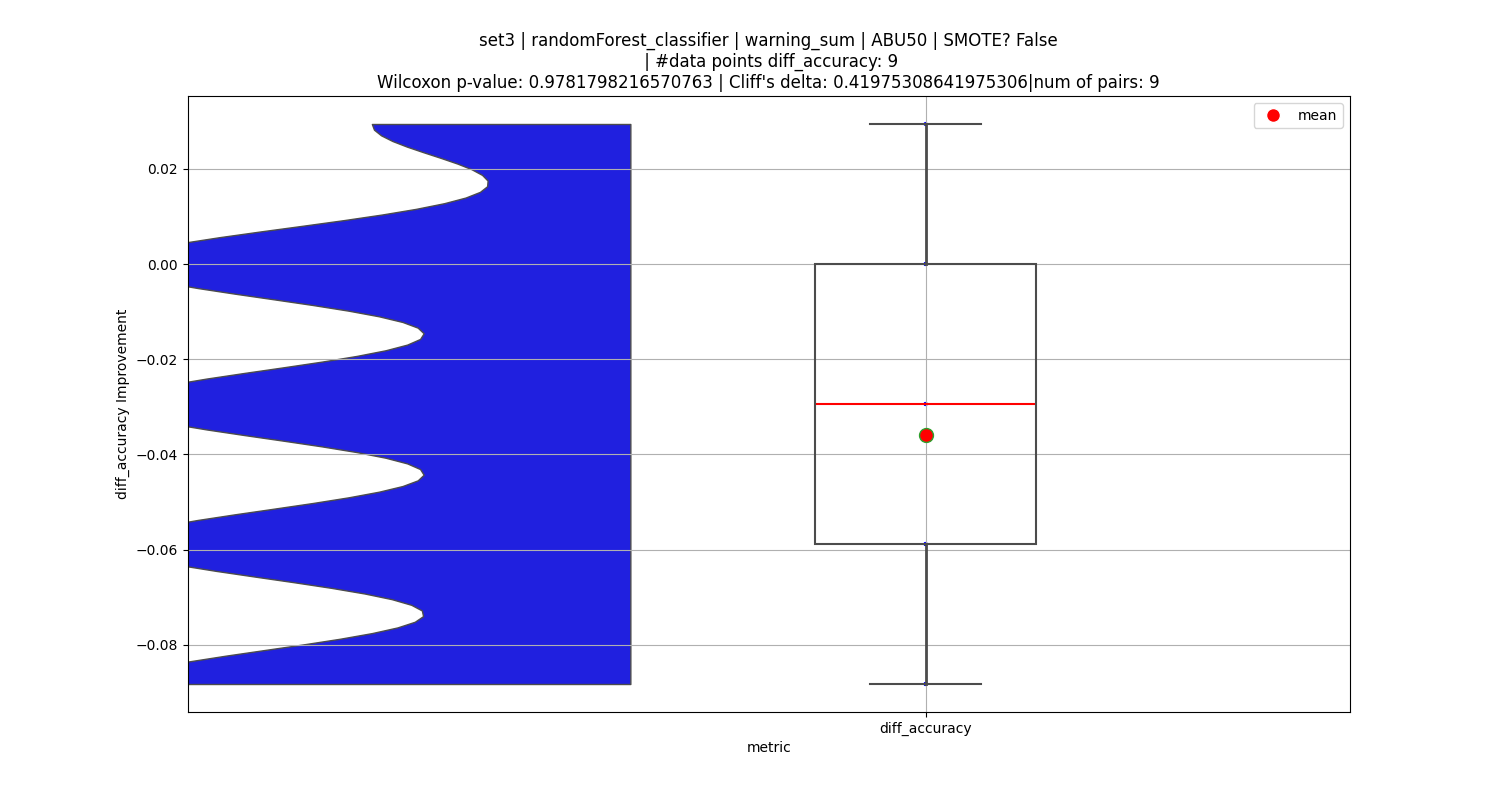 set3 | randomForest_classifier | warning_sum | ABU50 | SMOTE? False
| #data points diff_accuracy: 9
Wilcoxon p-value: 0.9781798216570763 | Cliff's delta: 0.41975308641975306|num of pairs: 9
mean
0.02
0.00
−0.02
−0.04
−0.06
−0.08
diff_accuracy Improvement
diff_accuracy
metric